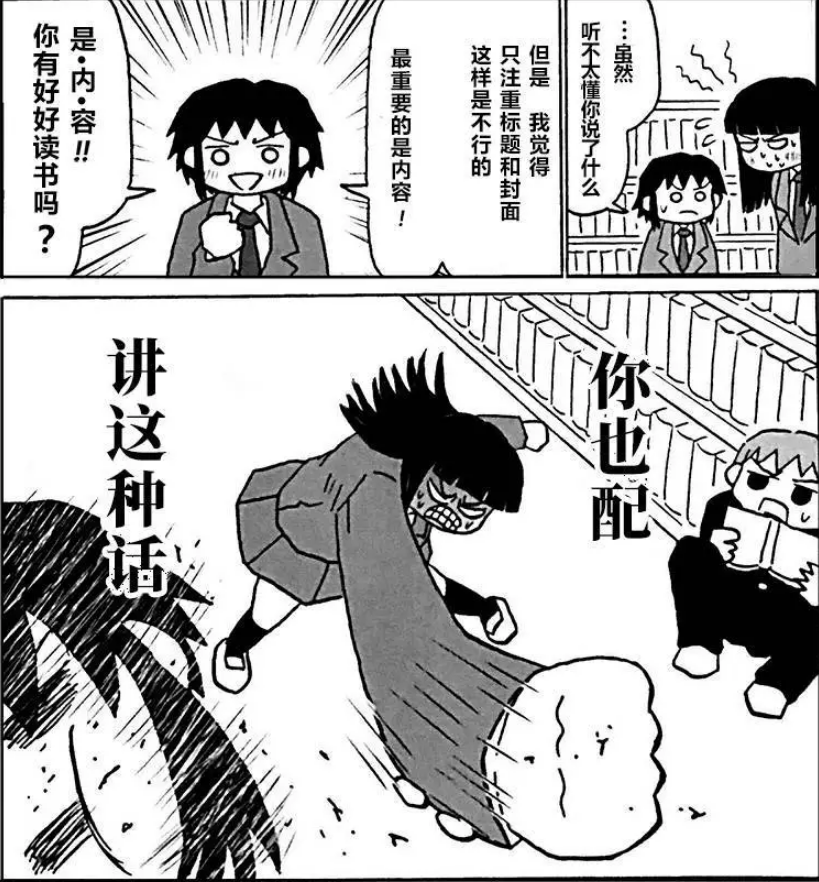 …虽然
听不太懂你说了什么
但是 我觉得
只注重标题和封面
这样是不行的
最重要的是内容！
是·内·容!!
你有好好读书吗？
你也配
讲这种话